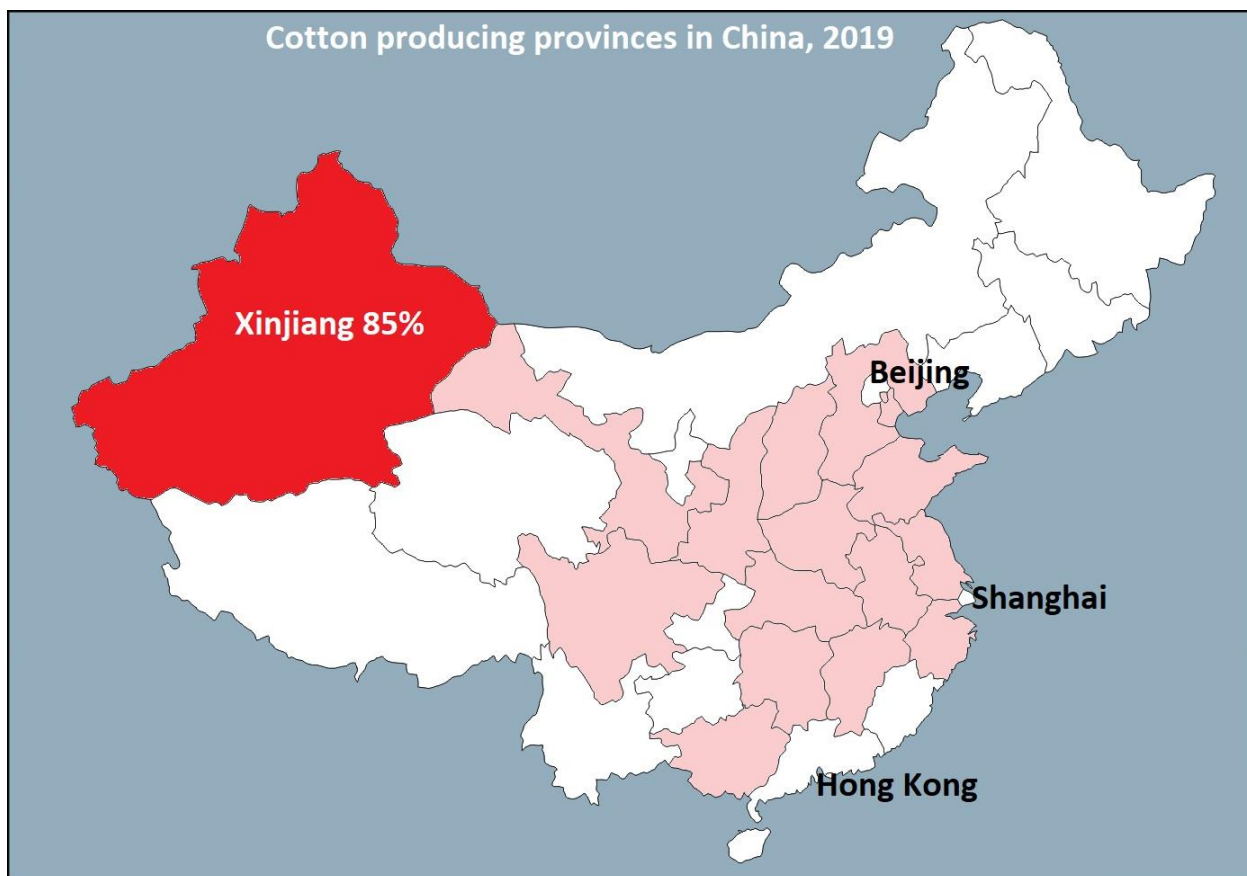 Cotton producing provinces in China, 2019
Xinjiang 85%
Beijing
Shanghai
Hong Kong